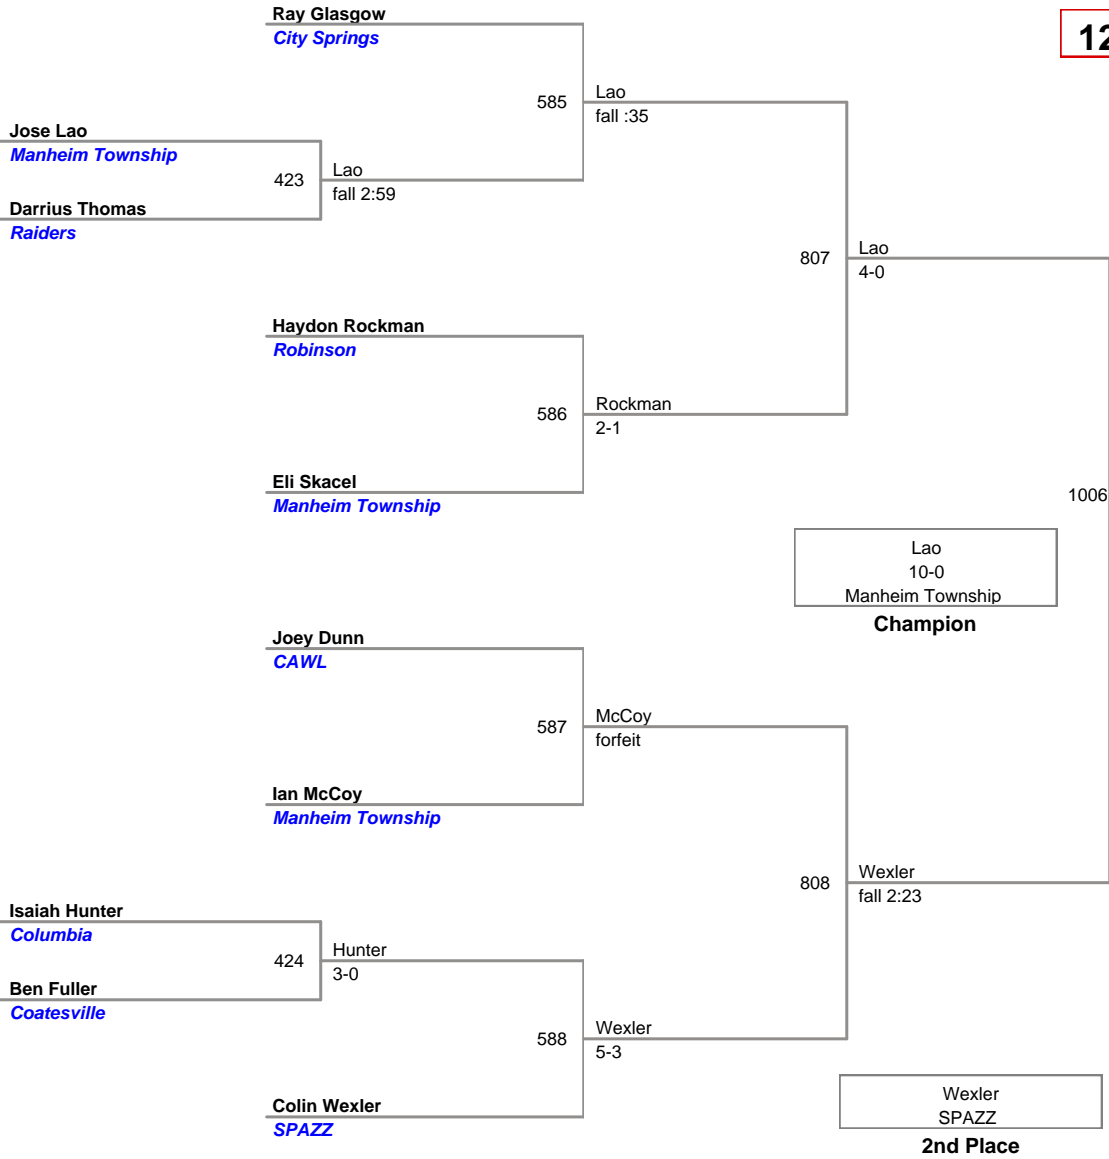 Ray Glasgow
City Springs
12
585
Lao
fall :35
Jose Lao
Manheim Township
423
Lao
fall 2:59
Darrius Thomas
Raiders
807
Lao
4-0
Haydon Rockman
Robinson
586
Rockman
2-1
Eli Skacel
Manheim Township
1006
Lao
10-0
Manheim Township
Champion
Joey Dunn
CAWL
587
McCoy
forfeit
Ian McCoy
Manheim Township
808
Wexler
fall 2:23
Isaiah Hunter
Columbia
424
Hunter
3-0
Ben Fuller
Coatesville
588
Wexler
5-3
Colin Wexler
SPAZZ
Wexler
SPAZZ
2nd Place